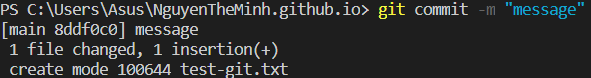 PS C:\Users\Asus\NguyenTheMinh.github.io> git commit -m "message"
[main 8ddf0c0] message
 1 file changed, 1 insertion(+)
 create mode 100644 test-git.txt